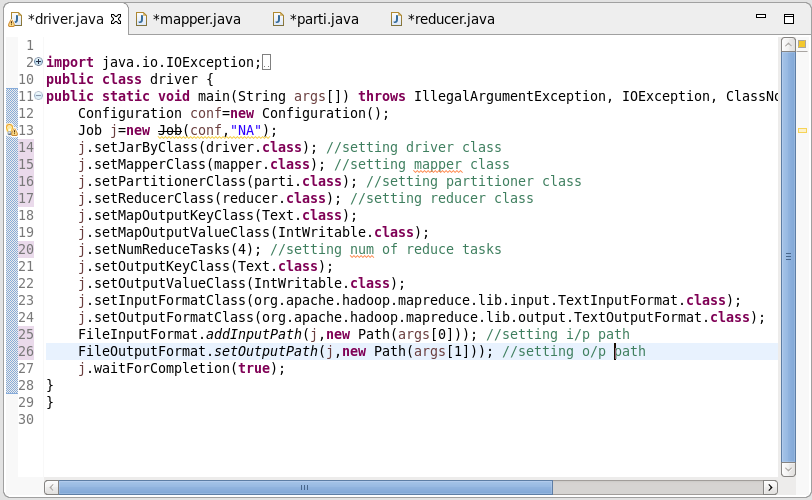 *driver.java *mapper.java *parti.java *reducer.java
1
2 import java.io.IOException;
10 public class driver {
11 public static void main(String args[]) throws IllegalArgumentException, IOException, ClassNo
12 Configuration conf=new Configuration();
13 Job j=new Job(conf,"NA");
14 j.setJarByClass(driver.class); //setting driver class
15 j.setMapperClass(mapper.class); //setting mapper class
16 j.setPartitionerClass(parti.class); //setting partitioner class
17 j.setReducerClass(reducer.class); //setting reducer class
18 j.setMapOutputKeyClass(Text.class);
19 j.setMapOutputValueClass(IntWritable.class);
20 j.setNumReduceTasks(4); //setting num of reduce tasks
21 j.setOutputKeyClass(Text.class);
22 j.setOutputValueClass(IntWritable.class);
23 j.setInputFormatClass(org.apache.hadoop.mapreduce.lib.input.TextInputFormat.class);
24 j.setOutputFormatClass(org.apache.hadoop.mapreduce.lib.output.TextOutputFormat.class);
25 FileInputFormat.addInputPath(j,new Path(args[0])); //setting i/p path
26 FileOutputFormat.setOutputPath(j,new Path(args[1])); //setting o/p path
27 j.waitForCompletion(true);
28 }
29 }
30